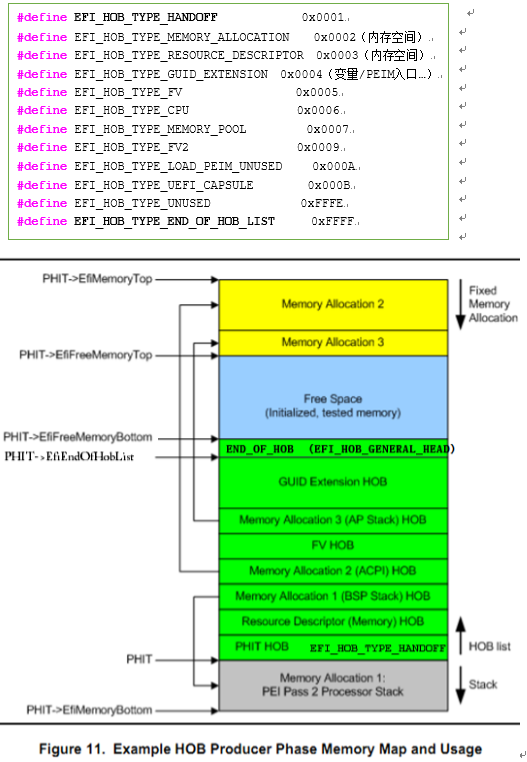 #define EFI_HOB_TYPE_HANDOFF 0x0001
#define EFI_HOB_TYPE_MEMORY_ALLOCATION 0x0002（内存空间）
#define EFI_HOB_TYPE_RESOURCE_DESCRIPTOR 0x0003（内存空间）
#define EFI_HOB_TYPE_GUID_EXTENSION 0x0004（变量/PEIM入口…）
#define EFI_HOB_TYPE_FV 0x0005
#define EFI_HOB_TYPE_CPU 0x0006
#define EFI_HOB_TYPE_MEMORY_POOL 0x0007
#define EFI_HOB_TYPE_FV2 0x0009
#define EFI_HOB_TYPE_LOAD_PEIM_UNUSED 0x000A
#define EFI_HOB_TYPE_UEFI_CAPSULE 0x000B
#define EFI_HOB_TYPE_UNUSED 0xFFFE
#define EFI_HOB_TYPE_END_OF_HOB_LIST 0xFFFF
PHIT->EfiMemoryTop
Fixed
Memory
Allocation
Memory Allocation 2
Memory Allocation 3
PHIT->EfiFreeMemoryTop
Free Space
(Initialized, tested memory)
PHIT->EfiFreeMemoryBottom
END_OF_HOB (EFI_HOB_GENERAL_HEAD)
PHIT->EfiEndOfHobList
GUID Extension HOB
Memory Allocation 3 (AP Stack) HOB
FV HOB
Memory Allocation 2 (ACPI) HOB
Memory Allocation 1 (BSP Stack) HOB
Resource Descriptor (Memory) HOB
PHIT HOB EFI_HOB_TYPE_HANDOFF
HOB list
PHIT
Memory Allocation 1:
PEI Pass 2 Processor Stack
Stack
PHIT->EfiMemoryBottom
Figure 11. Example HOB Producer Phase Memory Map and Usage